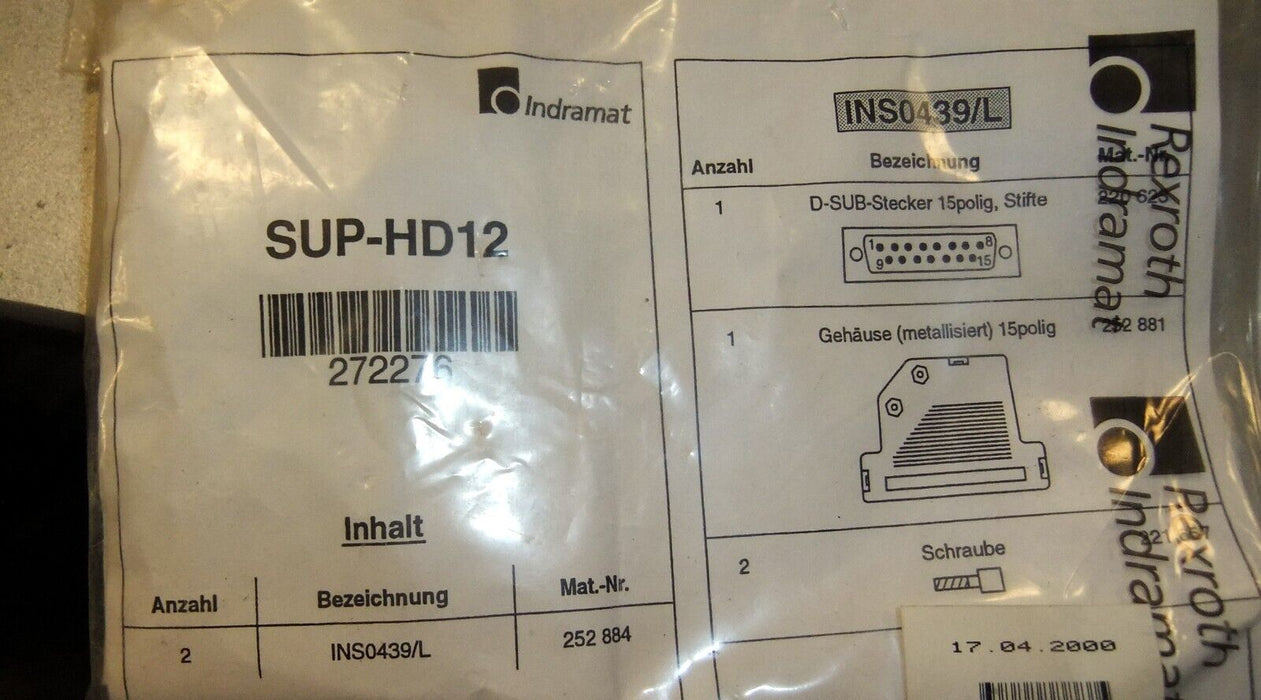 Indramat
SUP-HD12
272276
Inhalt
Anzahl Bezeichnung Mat.-Nr.
2 INS0439/L 252 884
INS0439/L
Anzahl Bezeichnung Mat.-Nr.
1 D-SUB-Stecker 15polig, Stifte
1 8
9 15
1 Gehäuse (metallisiert) 15polig 252 881
2 Schraube
17.04.2000
Rexroth
Indramat
Rexroth
Indramat